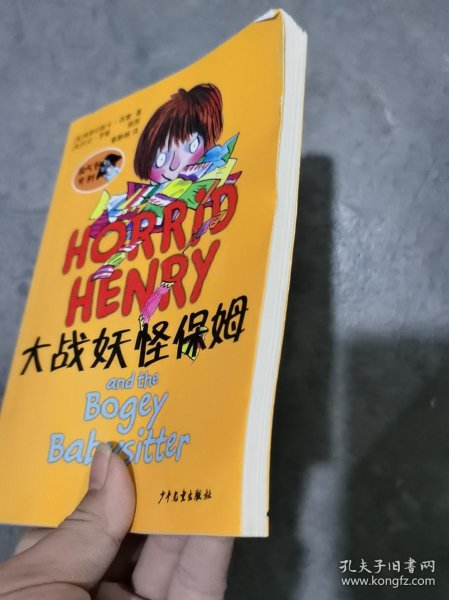 HORRID
HENRY
大战妖怪保姆
and the
Bogey
Babysitter
少年儿童出版社
孔夫子旧书网
www.kongfz.com